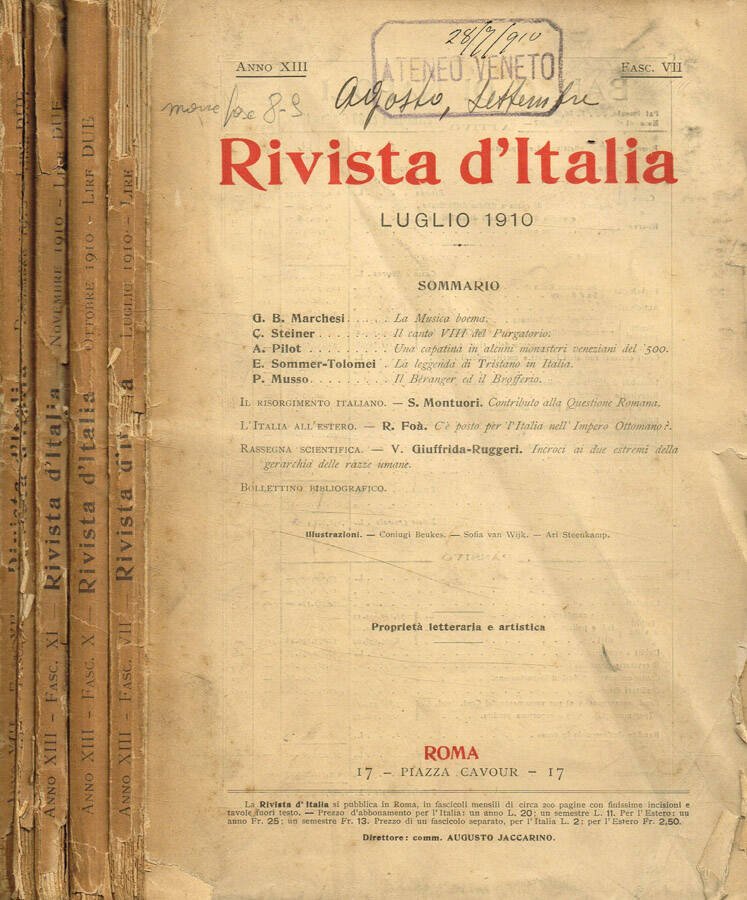 28/7/910
ATENEO VENETO
ANNO XIII
FASC. VII
Agosto, Settembre
fasc 8-9
Rivista d'Italia
LUGLIO 1910
SOMMARIO
G. B. Marchesi . . . . . La Musica boema.
C. Steiner . . . . . . . . Il canto VIII del Purgatorio.
A. Pilot . . . . . . . . . . Una capatina in alcuni monasteri veneziani del '500.
E. Sommer-Tolomei . La leggenda di Tristano in Italia.
P. Musso . . . . . . . . . Il Béranger ed il Brofferio.
IL RISORGIMENTO ITALIANO. — S. Montuori. Contributo alla Questione Romana.
L'ITALIA ALL'ESTERO. — R. Foà. C'è posto per l'Italia nell'Impero Ottomano?.
RASSEGNA SCIENTIFICA. — V. Giuffrida-Ruggeri. Incroci ai due estremi della
gerarchia delle razze umane.
BOLLETTINO BIBLIOGRAFICO.
Illustrazioni. — Coniugi Beukes. — Sofia van Wijk. — Ari Steenkamp.
Proprietà letteraria e artistica
ROMA
17 — PIAZZA CAVOUR — 17
La Rivista d'Italia si pubblica in Roma, in fascicoli mensili di circa 200 pagine con finissime incisioni e
tavole fuori testo. — Prezzo d'abbonamento per l'Italia: un anno L. 20; un semestre L. 11. Per l'Estero: un
anno Fr. 25; un semestre Fr. 13. Prezzo di un fascicolo separato, per l'Italia L. 2; per l'Estero Fr. 2,50.
Direttore: comm. AUGUSTO JACCARINO.
ANNO XIII — FASC. XI — Rivista d'Italia — NOVEMBRE 1910 — LIRE DUE
ANNO XIII — FASC. X — Rivista d'Italia — OTTOBRE 1910 — LIRE DUE
ANNO XIII — FASC. VII — Rivista d'Italia — LUGLIO 1910 — LIRE